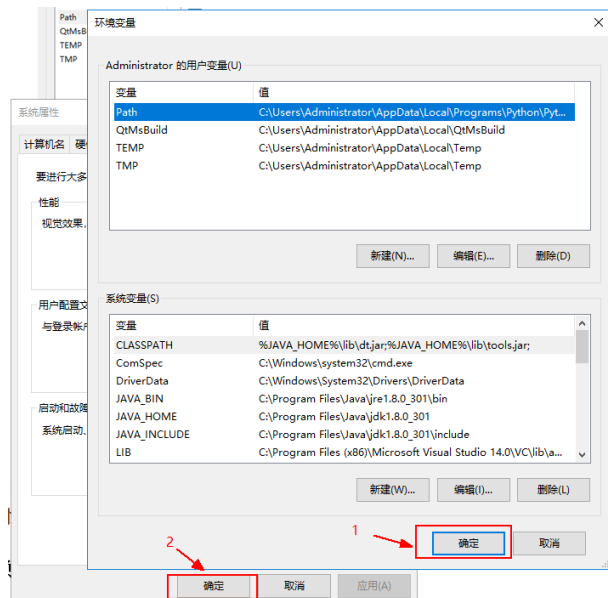 Path
QtMsB
TEMP
TMP
环境变量
Administrator 的用户变量(U)
变量 值
Path C:\Users\Administrator\AppData\Local\Programs\Python\Pyt...
QtMsBuild C:\Users\Administrator\AppData\Local\QtMsBuild
TEMP C:\Users\Administrator\AppData\Local\Temp
TMP C:\Users\Administrator\AppData\Local\Temp
新建(N)... 编辑(E)... 删除(D)
系统属性
计算机名
要进行大多
性能
视觉效果,
用户配置文
与登录帐户
启动和故障
系统启动、
系统变量(S)
变量 值
CLASSPATH %JAVA_HOME%\lib\dt.jar;%JAVA_HOME%\lib\tools.jar;
ComSpec C:\Windows\system32\cmd.exe
DriverData C:\Windows\System32\Drivers\DriverData
JAVA_BIN C:\Program Files\Java\jre1.8.0_301\bin
JAVA_HOME C:\Program Files\Java\jdk1.8.0_301
JAVA_INCLUDE C:\Program Files\Java\jdk1.8.0_301\include
LIB C:\Program Files (x86)\Microsoft Visual Studio 14.0\VC\lib\a...
新建(W)... 编辑(I)... 删除(L)
1
确定 取消
2
确定 取消 应用(A)